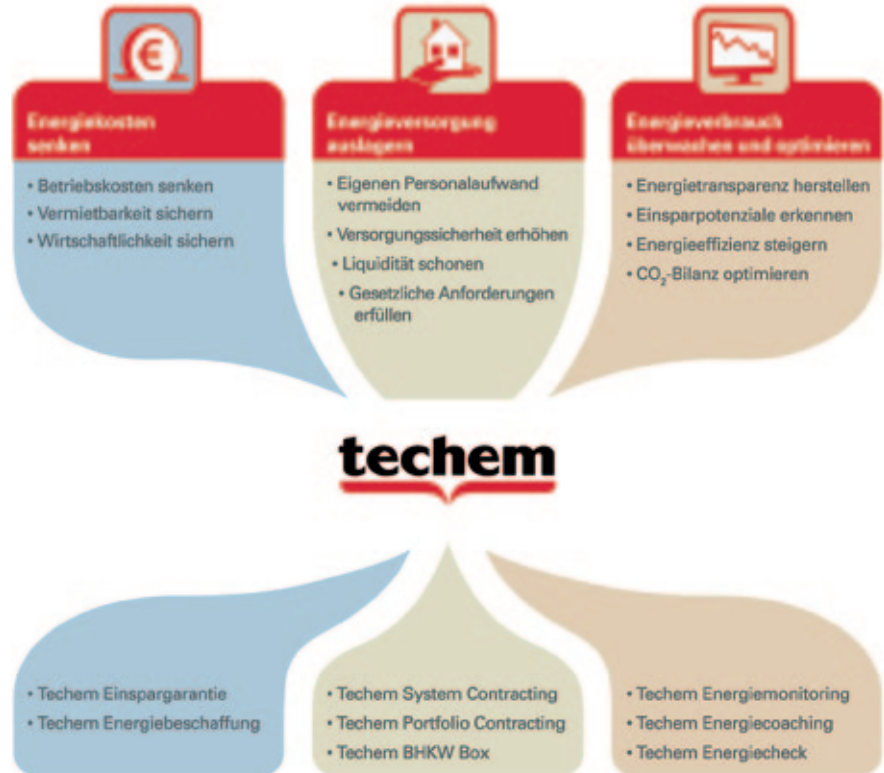 €
Energiekosten
senken
• Betriebskosten senken
• Vermietbarkeit sichern
• Wirtschaftlichkeit sichern
Energieversorgung
auslagern
• Eigenen Personalaufwand
vermeiden
• Versorgungssicherheit erhöhen
• Liquidität schonen
• Gesetzliche Anforderungen
erfüllen
Energieverbrauch
überwachen und optimieren
• Energietransparenz herstellen
• Einsparpotenziale erkennen
• Energieeffizienz steigern
• CO₂-Bilanz optimieren
techem
• Techem Einspargarantie
• Techem Energiebeschaffung
• Techem System Contracting
• Techem Portfolio Contracting
• Techem BHKW Box
• Techem Energiemonitoring
• Techem Energiecoaching
• Techem Energiecheck